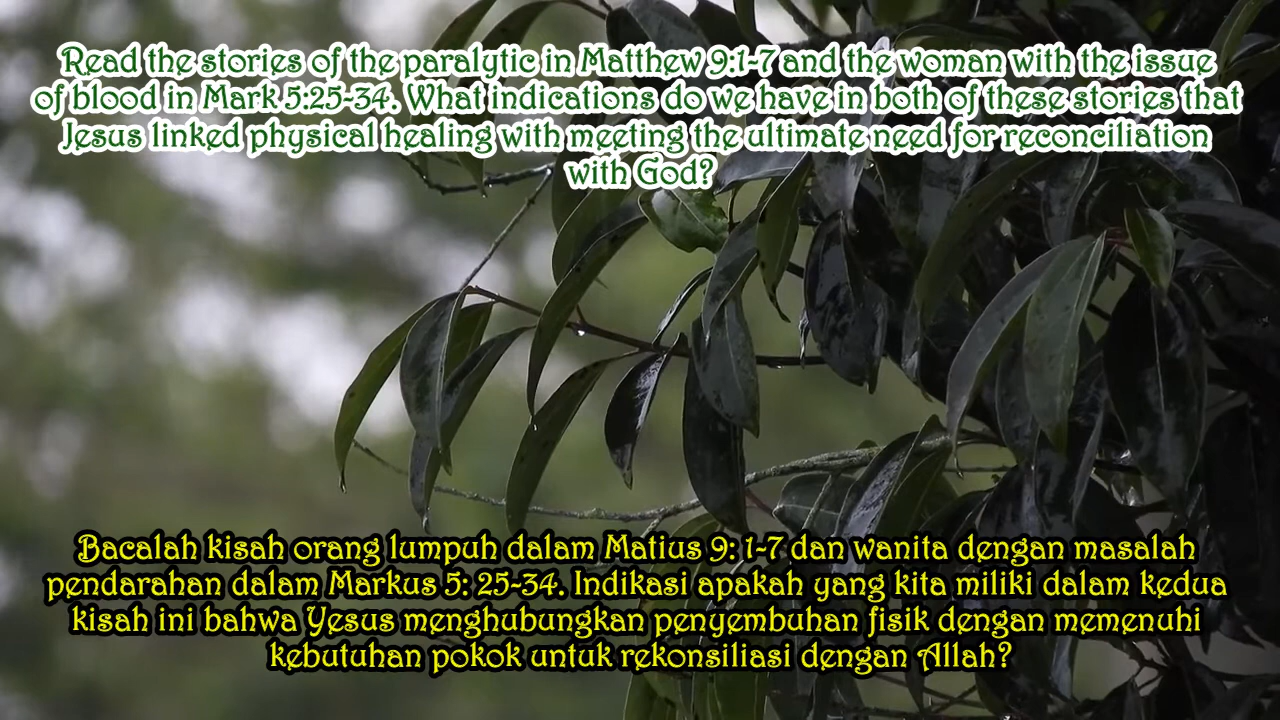 Read the stories of the paralytic in Matthew 9:1-7 and the woman with the issue
of blood in Mark 5:25-34. What indications do we have in both of these stories that
Jesus linked physical healing with meeting the ultimate need for reconciliation
with God?
Bacalah kisah orang lumpuh dalam Matius 9: 1-7 dan wanita dengan masalah
pendarahan dalam Markus 5: 25-34. Indikasi apakah yang kita miliki dalam kedua
kisah ini bahwa Yesus menghubungkan penyembuhan fisik dengan memenuhi
kebutuhan pokok untuk rekonsiliasi dengan Allah?